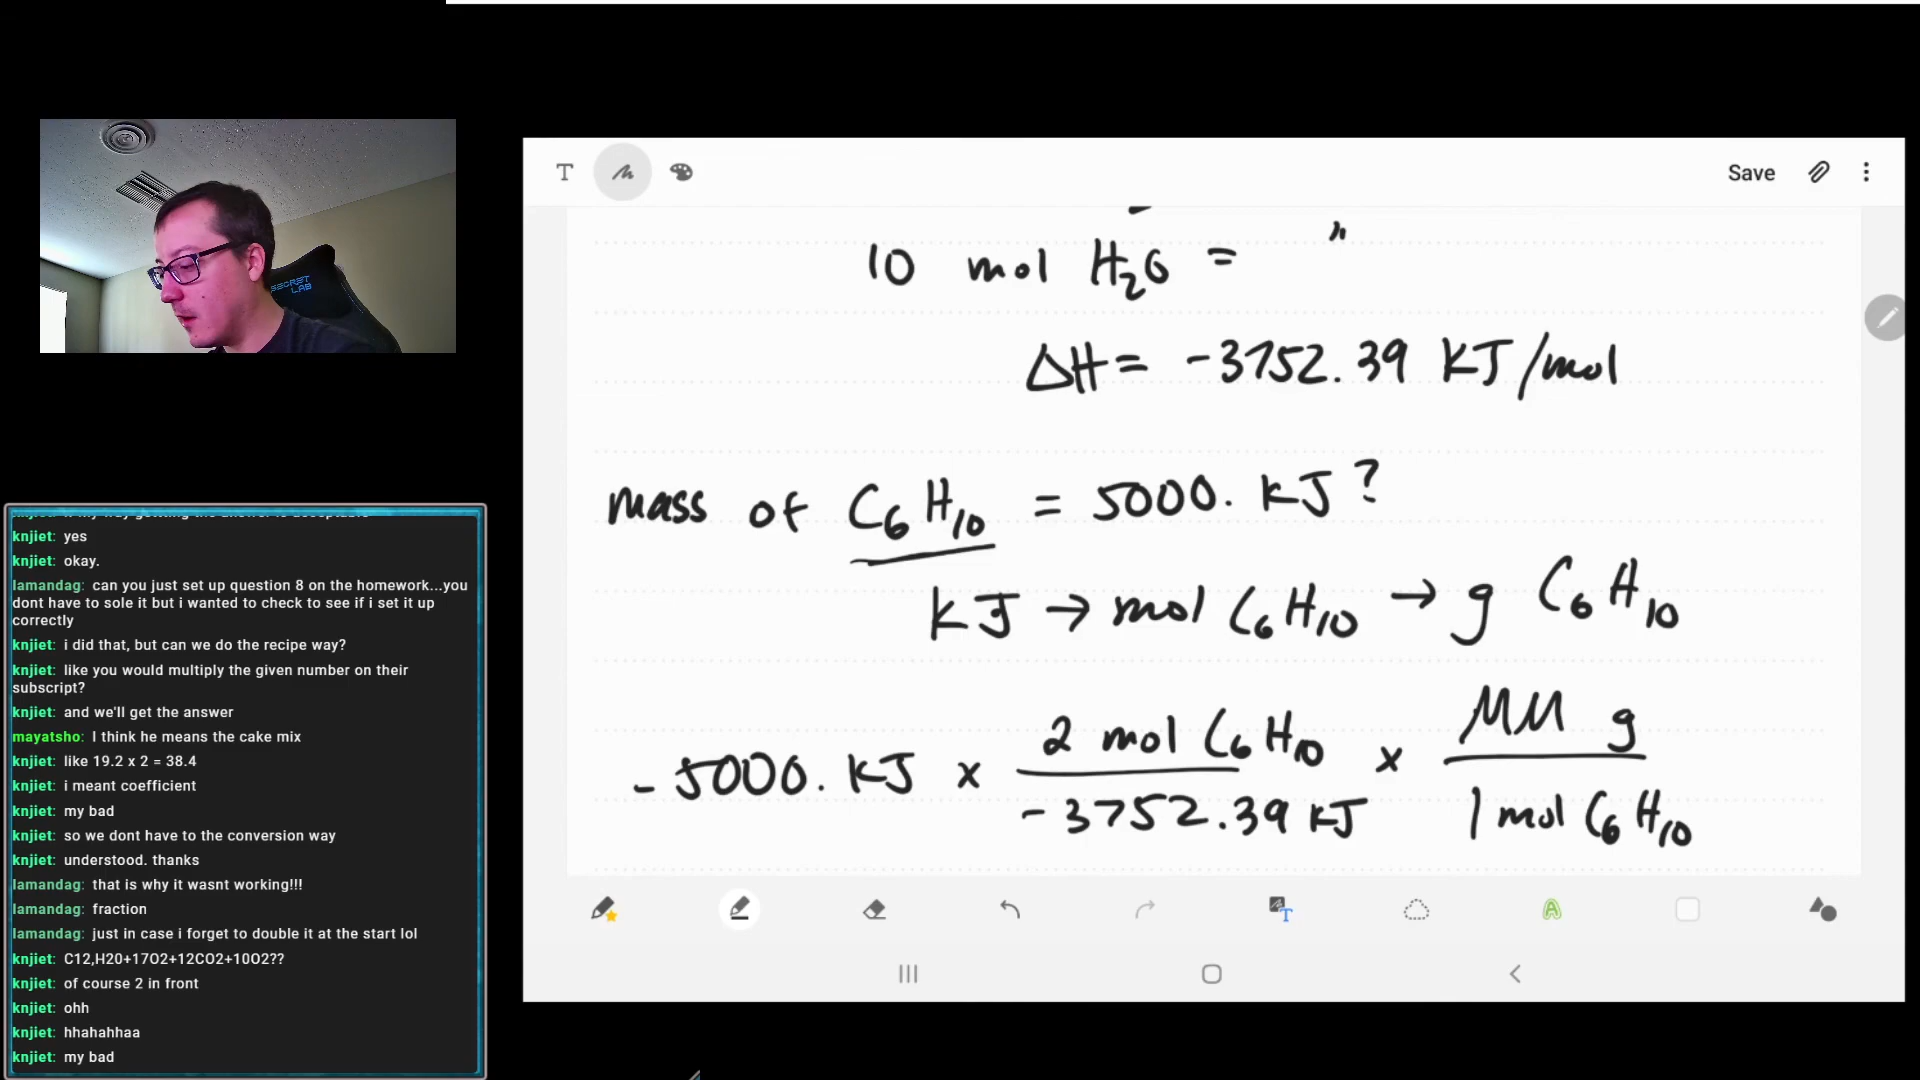 SECRET
LAB
knjiet: yes
knjiet: okay.
lamandag: can you just set up question 8 on the homework...you
dont have to sole it but i wanted to check to see if i set it up
correctly
knjiet: i did that, but can we do the recipe way?
knjiet: like you would multiply the given number on their
subscript?
knjiet: and we'll get the answer
mayatsho: I think he means the cake mix
knjiet: like 19.2 x 2 = 38.4
knjiet: i meant coefficient
knjiet: my bad
knjiet: so we dont have to the conversion way
knjiet: understood. thanks
lamandag: that is why it wasnt working!!!
lamandag: fraction
lamandag: just in case i forget to double it at the start lol
knjiet: C12,H20+17O2+12CO2+10O2??
knjiet: of course 2 in front
knjiet: ohh
knjiet: hhahahhaa
knjiet: my bad
T Save
10 mol H₂O = "
ΔH = -3752.39 KJ/mol
mass of C₆H₁₀ = 5000. KJ?
KJ → mol C₆H₁₀ → g C₆H₁₀
-5000. KJ x 2 mol C₆H₁₀ / -3752.39 KJ x MM g / 1 mol C₆H₁₀